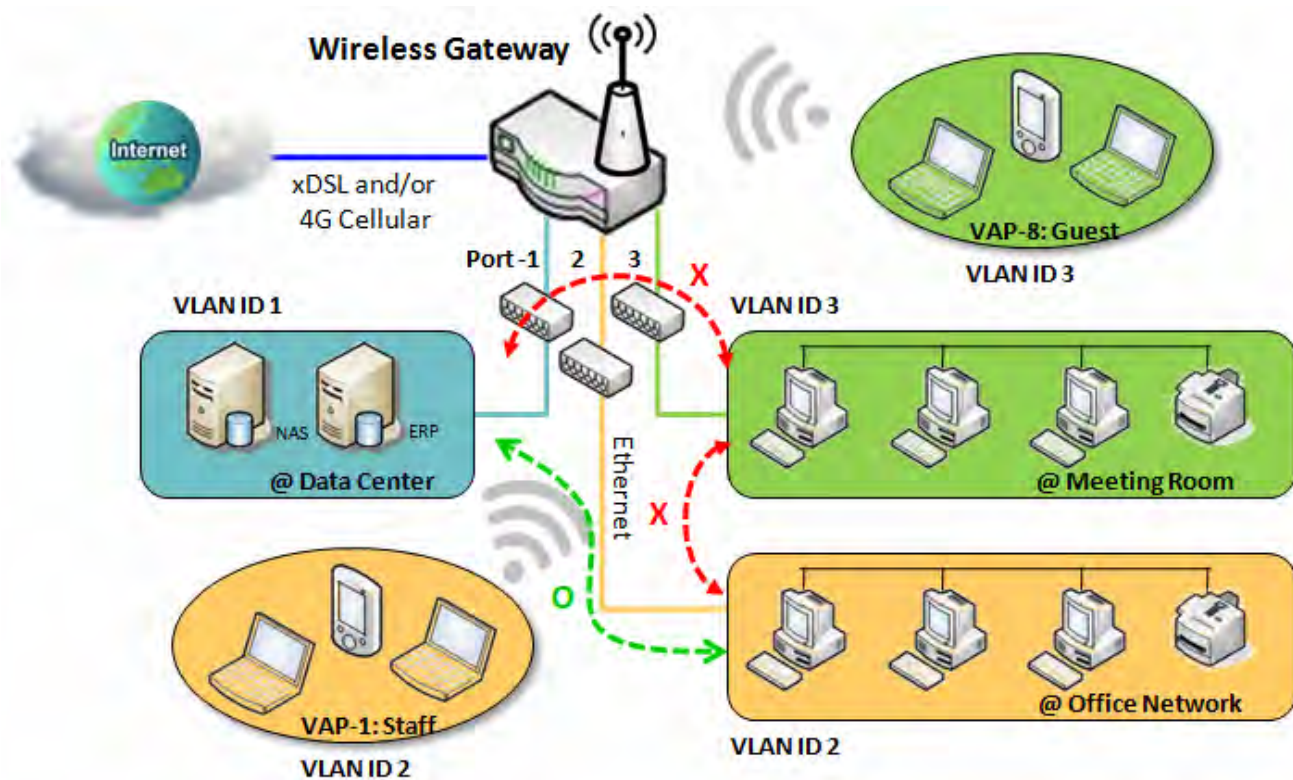 Wireless Gateway
Internet
xDSL and/or
4G Cellular
VAP-8: Guest
VLAN ID 3
Port -1
2
3
X
VLAN ID 1
VLAN ID 3
NAS
ERP
@ Data Center
Ethernet
@ Meeting Room
X
O
VAP-1: Staff
VLAN ID 2
@ Office Network
VLAN ID 2